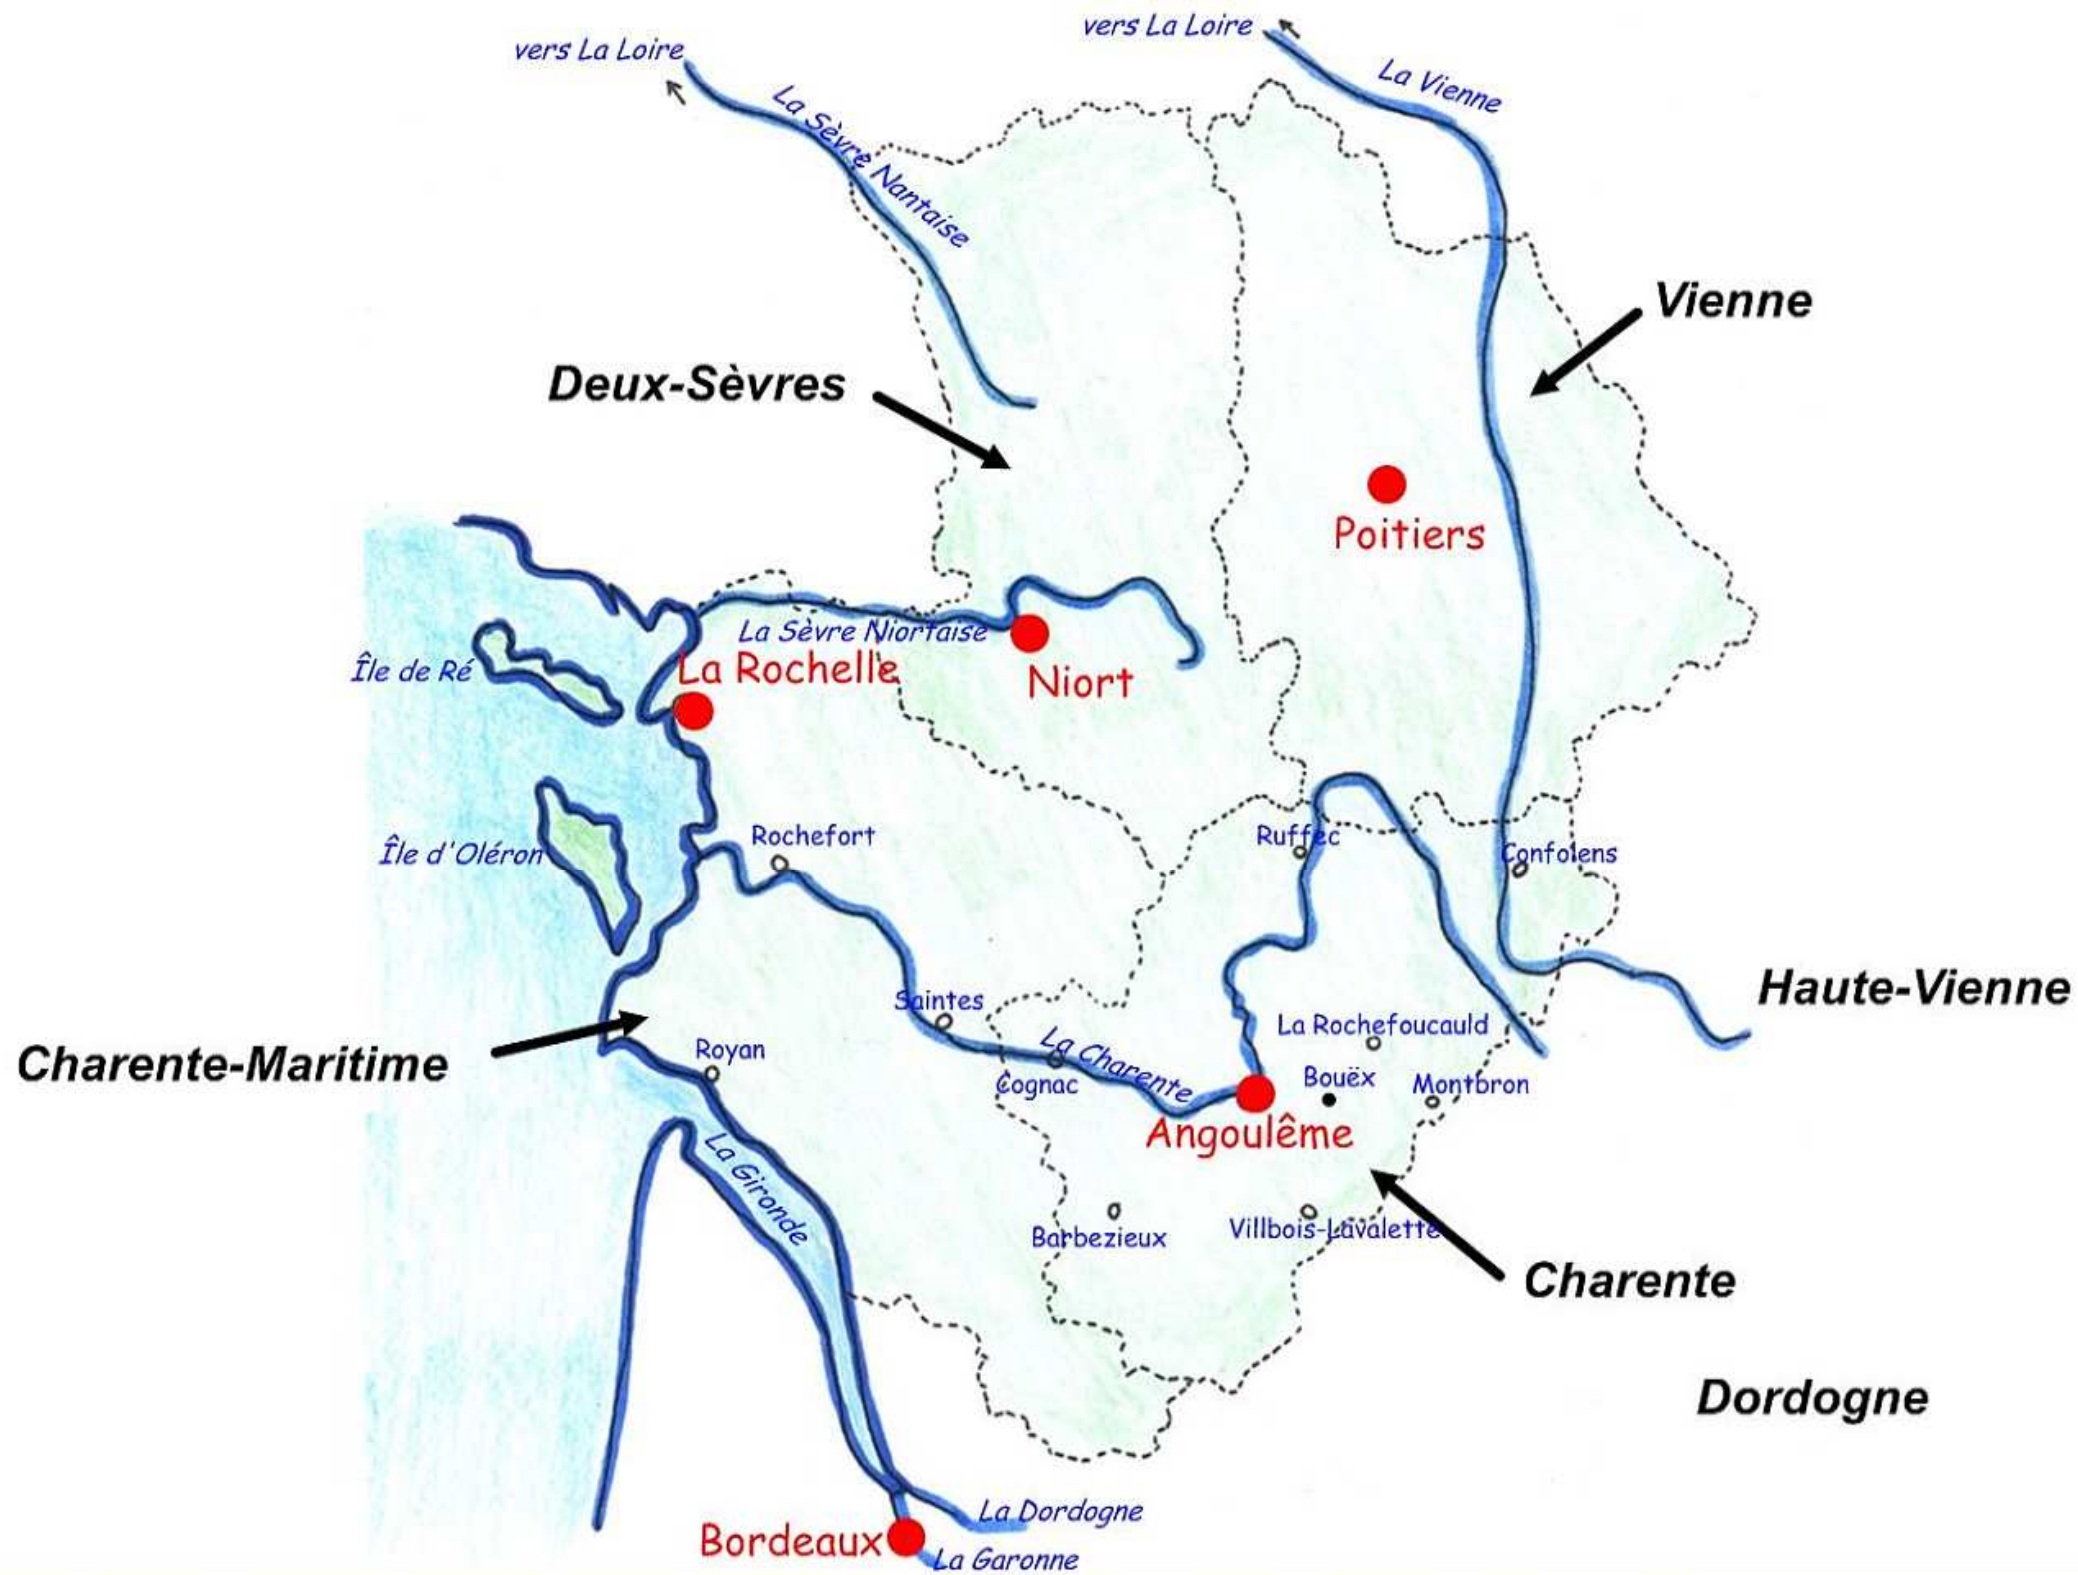 vers La Loire
vers La Loire
La Vienne
La Sèvre Nantaise
Vienne
Deux-Sèvres
Poitiers
La Sèvre Niortaise
Île de Ré
La Rochelle
Niort
Rochefort
Ruffec
Île d'Oléron
Confolens
Haute-Vienne
Saintes
La Rochefoucauld
Charente-Maritime
Royan
La Charente
Cognac
Bouëx
Montbron
Angoulême
La Gironde
Barbezieux
Villbois-Lavalette
Charente
Dordogne
La Dordogne
Bordeaux
La Garonne